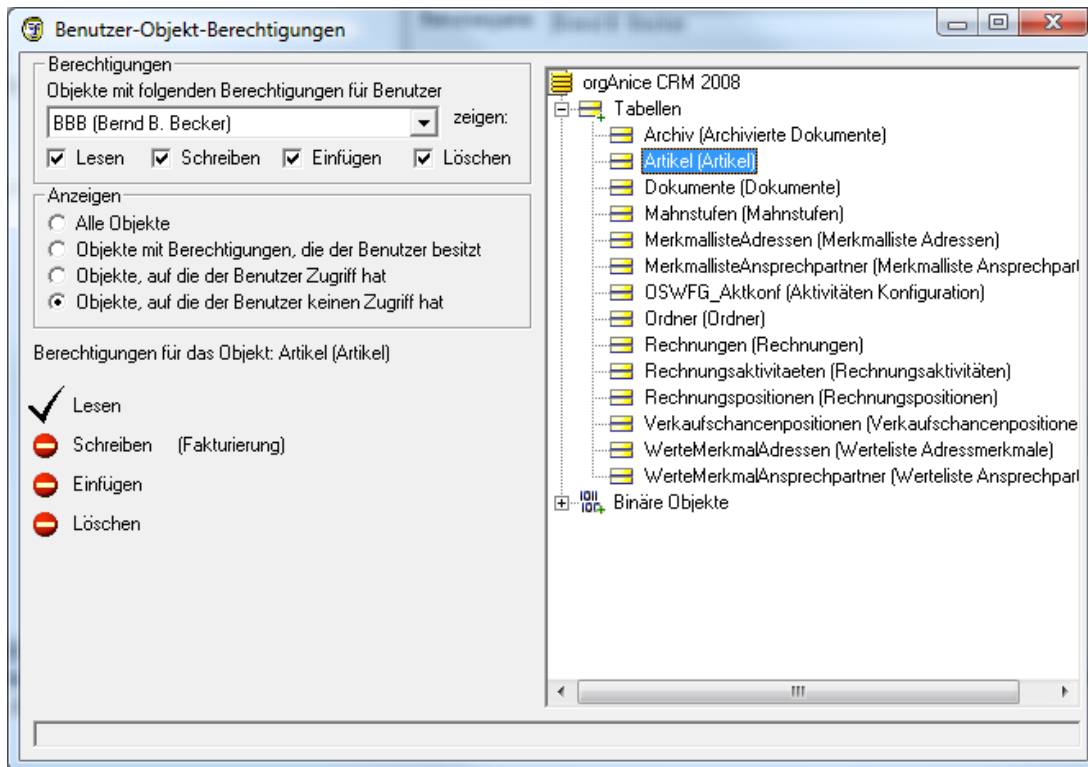 Benutzer-Objekt-Berechtigungen
Berechtigungen
Objekte mit folgenden Berechtigungen für Benutzer
BBB (Bernd B. Becker)
zeigen:
Lesen Schreiben Einfügen Löschen
Anzeigen
Alle Objekte
Objekte mit Berechtigungen, die der Benutzer besitzt
Objekte, auf die der Benutzer Zugriff hat
Objekte, auf die der Benutzer keinen Zugriff hat
Berechtigungen für das Objekt: Artikel (Artikel)
Lesen
Schreiben (Fakturierung)
Einfügen
Löschen
orgAnice CRM 2008
Tabellen
Archiv (Archivierte Dokumente)
Artikel (Artikel)
Dokumente (Dokumente)
Mahnstufen (Mahnstufen)
MerkmallisteAdressen (Merkmalliste Adressen)
MerkmallisteAnsprechpartner (Merkmalliste Ansprechpart
OSWFG_Aktkonf (Aktivitäten Konfiguration)
Ordner (Ordner)
Rechnungen (Rechnungen)
Rechnungsaktivitaeten (Rechnungsaktivitäten)
Rechnungspositionen (Rechnungspositionen)
Verkaufschancenpositionen (Verkaufschancenpositione
WerteMerkmalAdressen (Werteliste Adressmerkmale)
WerteMerkmalAnsprechpartner (Werteliste Ansprechpart
Binäre Objekte